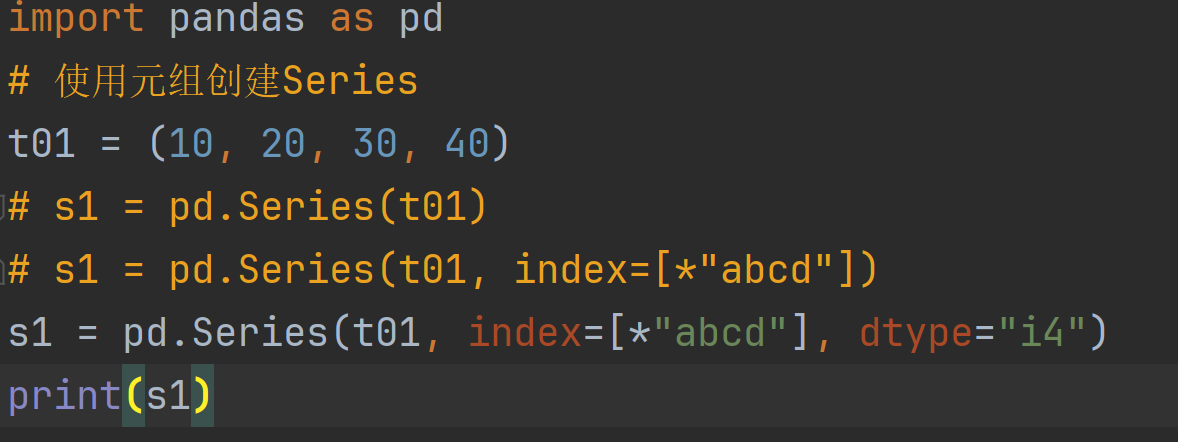 import pandas as pd
# 使用元组创建Series
t01 = (10, 20, 30, 40)
# s1 = pd.Series(t01)
# s1 = pd.Series(t01, index=[*"abcd"])
s1 = pd.Series(t01, index=[*"abcd"], dtype="i4")
print(s1)